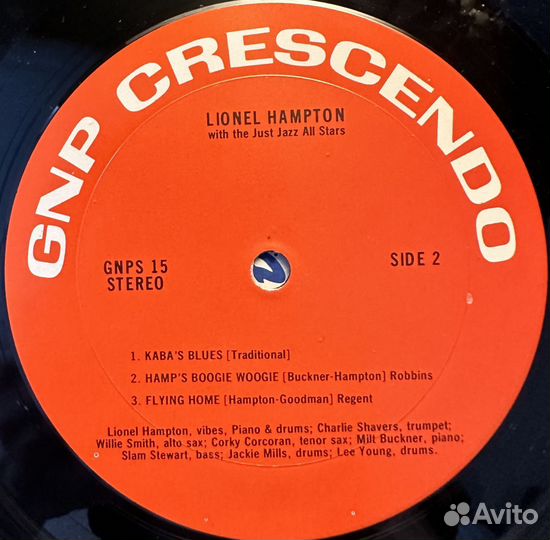 GNP CRESCENDO
LIONEL HAMPTON
with the Just Jazz All Stars
GNPS 15
STEREO
SIDE 2
1. KABA'S BLUES [Traditional]
2. HAMP'S BOOGIE WOOGIE [Buckner-Hampton] Robbins
3. FLYING HOME [Hampton-Goodman] Regent
Lionel Hampton, vibes, Piano & drums; Charlie Shavers, trumpet;
Willie Smith, alto sax; Corky Corcoran, tenor sax; Milt Buckner, piano;
Slam Stewart, bass; Jackie Mills, drums; Lee Young, drums.
Avito